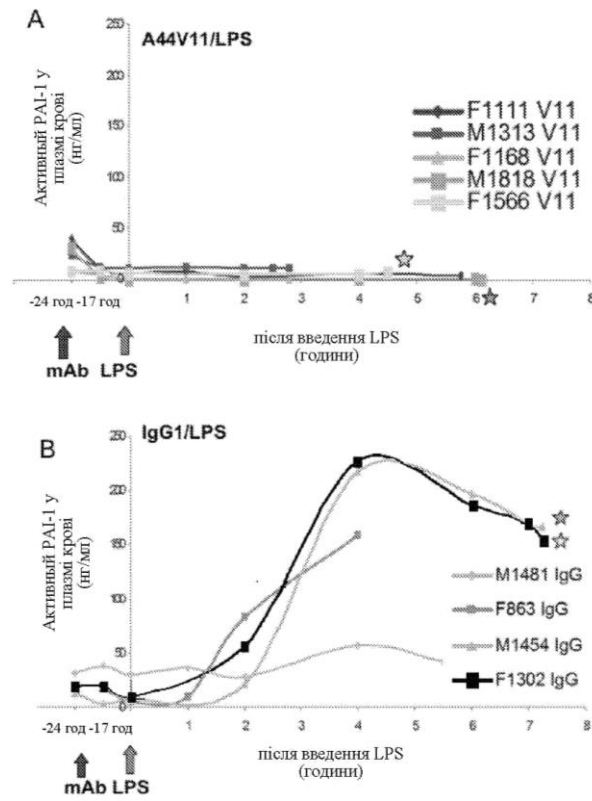 A
A44V11/LPS
Активный PAI-1 у
плазмі крові
(нг/мл)
250
200
150
100
50
0
F1111 V11
M1313 V11
F1168 V11
M1818 V11
F1566 V11
-24 год -17 год
1 2 3 4 5 6 7 8
mAb LPS
після введення LPS
(години)
B
IgG1/LPS
Активный PAI-1 у
плазмі крові
(нг/мл)
250
200
150
100
50
0
M1481 IgG
F863 IgG
M1454 IgG
F1302 IgG
-24 год -17 год
1 2 3 4 5 6 7 8
mAb LPS
після введення LPS
(години)